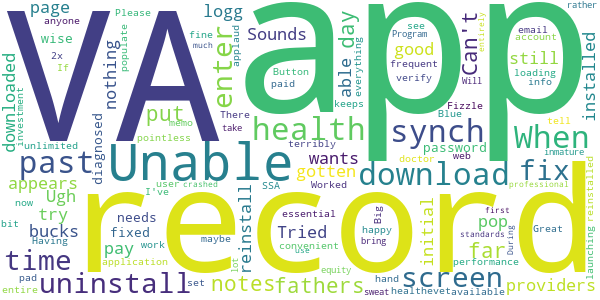 page wise loggy day Sounds good see frequent Program email anyone rather
2x fine applaud verify account
If Please populate enter able still loading info entirely
downloaded nothing everything Button paid Will Can't installed
investment unlimited diagnosed put There take memo keeps Blue Fizzle tell
pointless health synch When inmature
past user crashed terribly wants doctor web password
I've SSA Unable gotten download fix
appears Ugh try needs fixed Worked essential Big happy maybe bring
now bucks reinstall Tried initial pop far first standards During Great performance launching reinstalled
bit Having pay work record professional
time application notes convenient use screen providers
entire pad set lot equity hand sweat healthevet available
uninstall fathers much
VA app